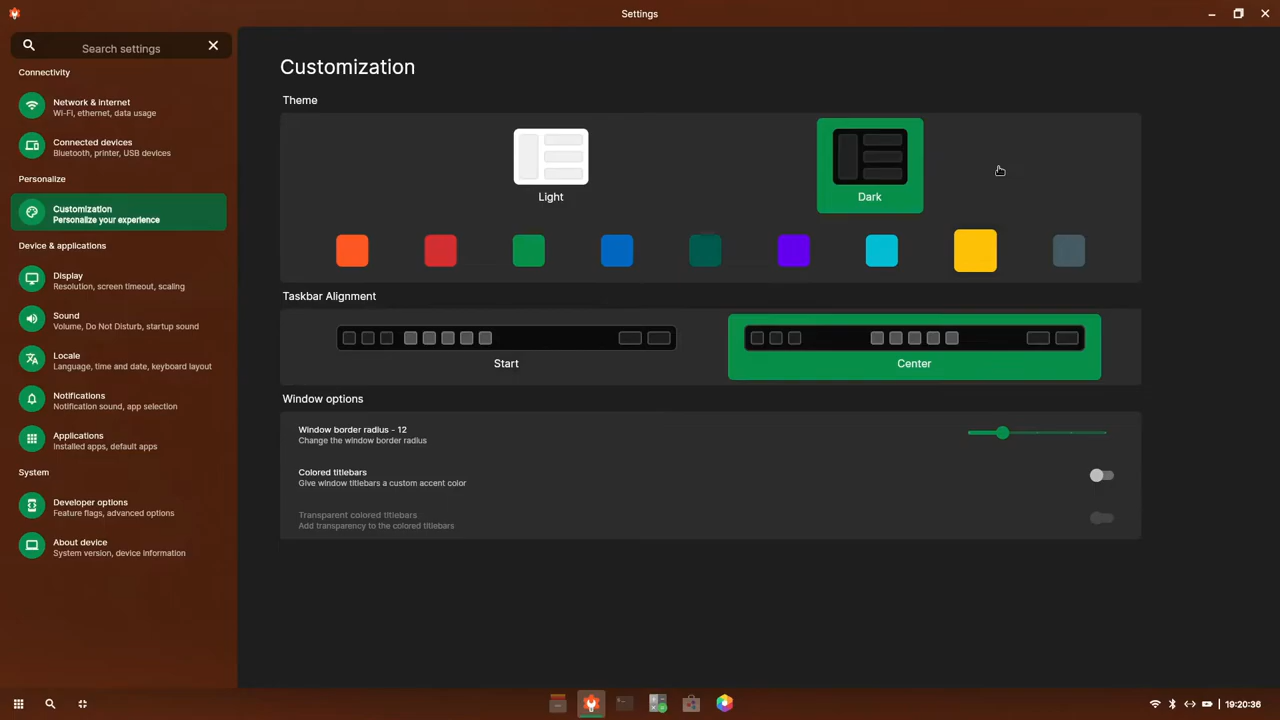 Settings
Search settings
Connectivity
Network & internet
Wi-Fi, ethernet, data usage
Connected devices
Bluetooth, printer, USB devices
Personalize
Customization
Personalize your experience
Device & applications
Display
Resolution, screen timeout, scaling
Sound
Volume, Do Not Disturb, startup sound
Locale
Language, time and date, keyboard layout
Notifications
Notification sound, app selection
Applications
Installed apps, default apps
System
Developer options
Feature flags, advanced options
About device
System version, device information
Customization
Theme
Light
Dark
Taskbar Alignment
Start
Center
Window options
Window border radius - 12
Change the window border radius
Colored titlebars
Give window titlebars a custom accent color
Transparent colored titlebars
Add transparency to the colored titlebars
19:20:36